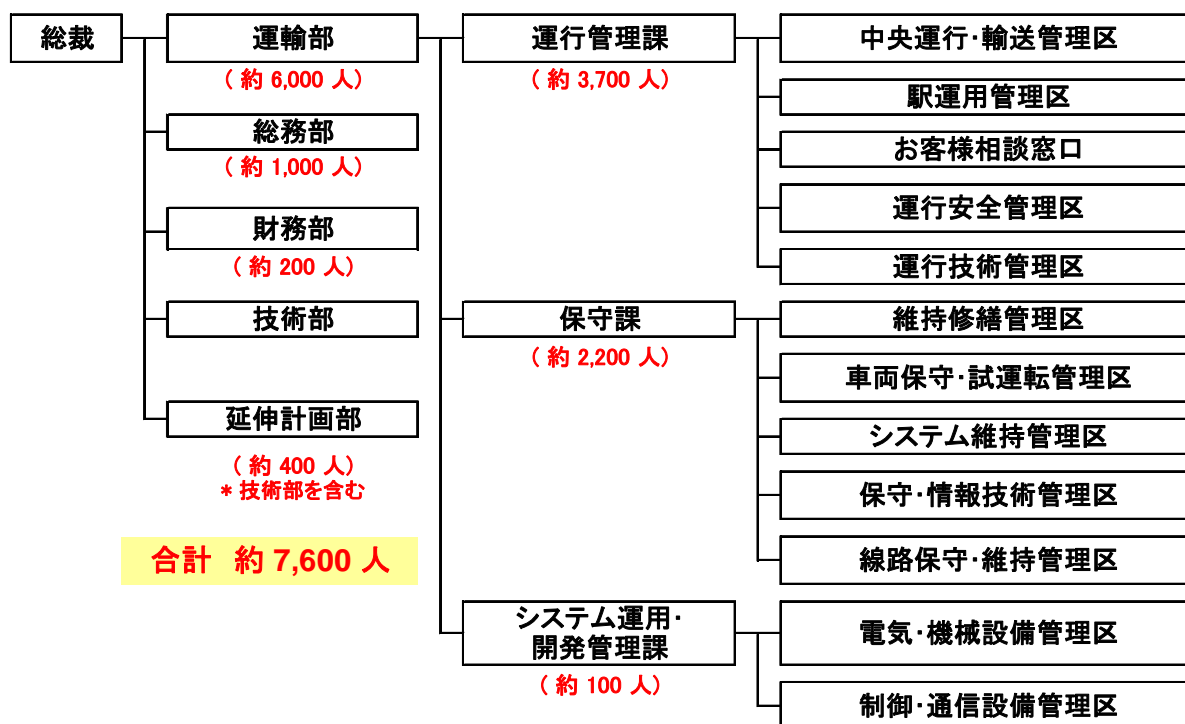 総裁
運輸部
(約 6,000 人)
総務部
(約 1,000 人)
財務部
(約 200 人)
技術部
延伸計画部
(約 400 人)
* 技術部を含む
合計 約 7,600 人
運行管理課
(約 3,700 人)
保守課
(約 2,200 人)
システム運用・
開発管理課
(約 100 人)
中央運行・輸送管理区
駅運用管理区
お客様相談窓口
運行安全管理区
運行技術管理区
維持修繕管理区
車両保守・試運転管理区
システム維持管理区
保守・情報技術管理区
線路保守・維持管理区
電気・機械設備管理区
制御・通信設備管理区